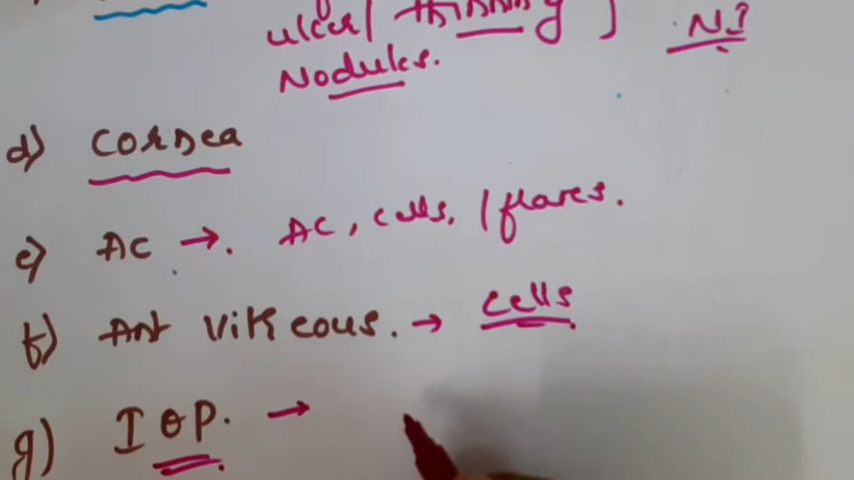 ulcer/ thinning ] N.I
Nodules.
d) Cornea
e) AC →. AC, cells, / flares.
f) Ant Vitreous. → cells.
g) IOP. →